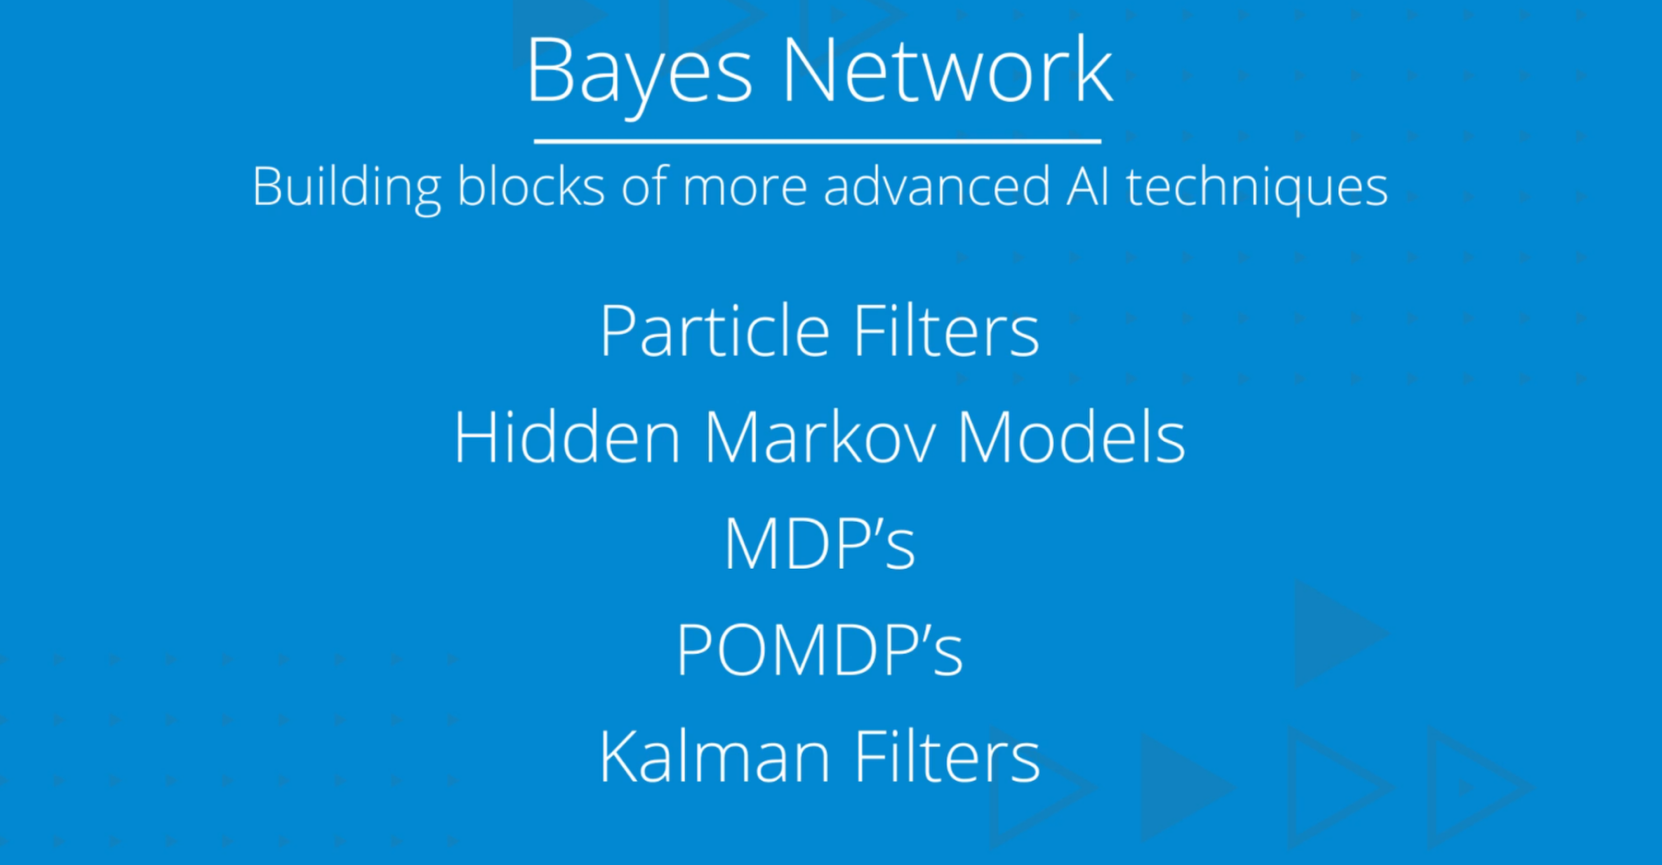 Bayes Network
Building blocks of more advanced AI techniques
Particle Filters
Hidden Markov Models
MDP’s
POMDP’s
Kalman Filters